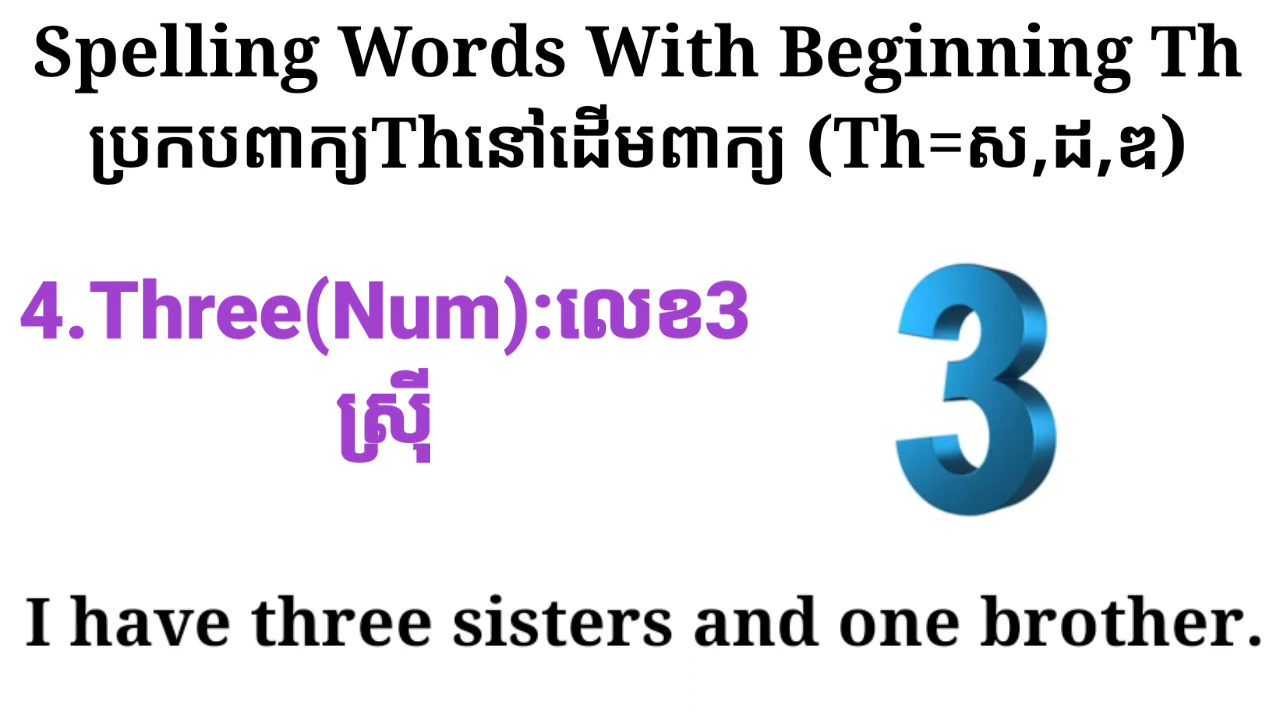 Spelling Words With Beginning Th
ប្រកបពាក្យThនៅដើមពាក្យ (Th=ស,ដ,ឌ)
4.Three(Num):លេខ3
ស្រ៊ី
3
I have three sisters and one brother.